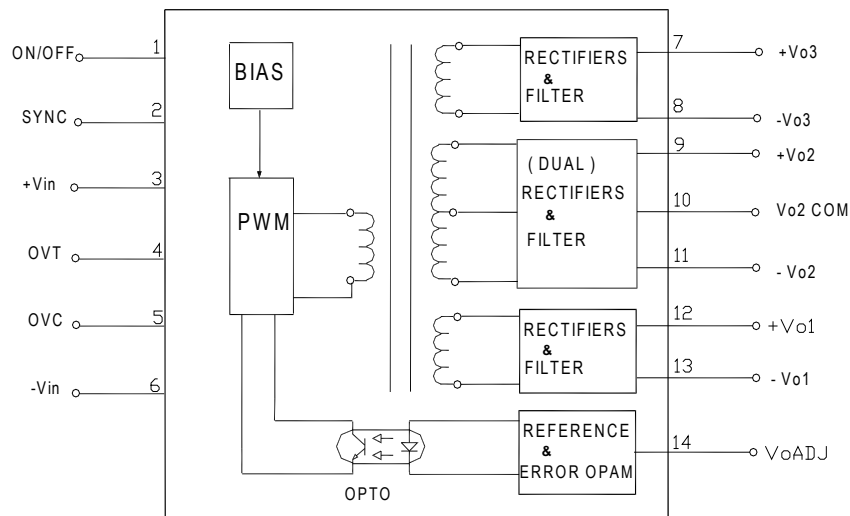 ON/OFF 1
SYNC 2
+Vin 3
OVT 4
OVC 5
-Vin 6
BIAS
PWM
OPTO
RECTIFIERS
&
FILTER
7 +Vo3
8 -Vo3
(DUAL)
RECTIFIERS
&
FILTER
9 +Vo2
10 Vo2 COM
11 - Vo2
RECTIFIERS
&
FILTER
12 +Vo1
13 - Vo1
REFERENCE
&
ERROR OPAM
14 VoADJ